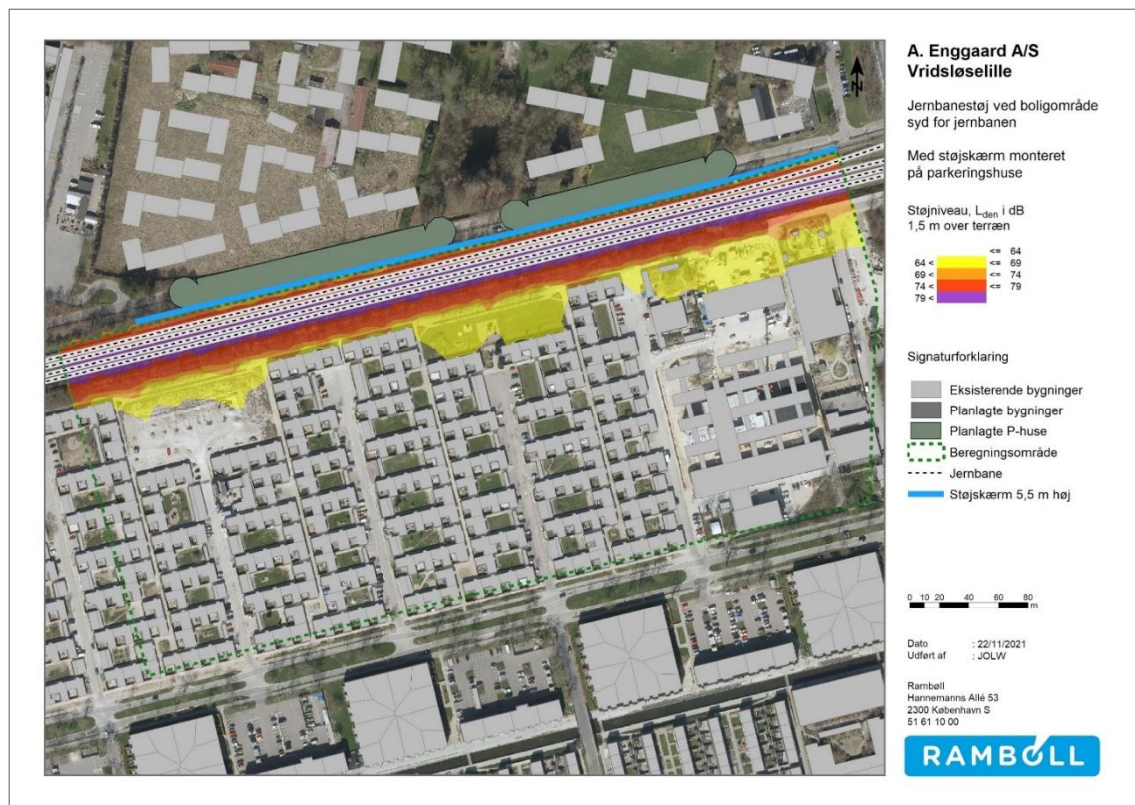 A. Enggaard A/S
Vridsløselille
N
Jernbanestøj ved boligområde
syd for jernbanen
Med støjskærm monteret
på parkeringshuse
Støjniveau, Lden i dB
1,5 m over terræn
<= 64
64 < <= 69
69 < <= 74
74 < <= 79
79 <
Signaturforklaring
Eksisterende bygninger
Planlagte bygninger
Planlagte P-huse
Beregningsområde
Jernbane
Støjskærm 5,5 m høj
0 10 20 40 60 80
m
Dato : 22/11/2021
Udført af : JOLW
Rambøll
Hannemanns Allé 53
2300 København S
51 61 10 00
RAMBOLL